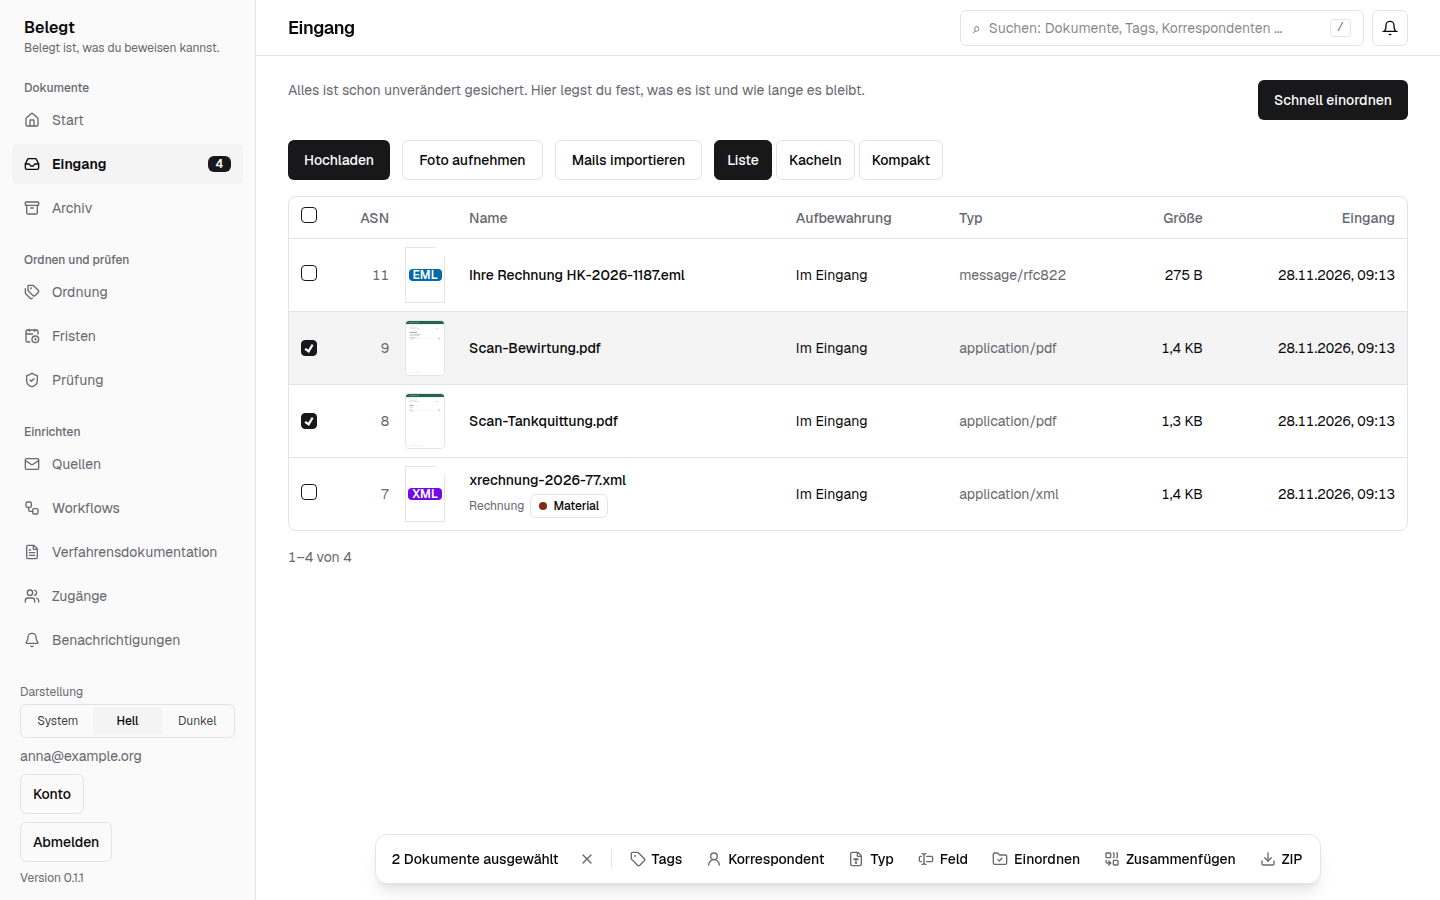 Belegt
Belegt ist, was du beweisen kannst.
Dokumente
Start
Eingang 4
Archiv
Ordnen und prüfen
Ordnung
Fristen
Prüfung
Einrichten
Quellen
Workflows
Verfahrensdokumentation
Zugänge
Benachrichtigungen
Darstellung
System Hell Dunkel
anna@example.org
Konto
Abmelden
Version 0.1.1
Eingang
Suchen: Dokumente, Tags, Korrespondenten … /
Alles ist schon unverändert gesichert. Hier legst du fest, was es ist und wie lange es bleibt.
Schnell einordnen
Hochladen Foto aufnehmen Mails importieren Liste Kacheln Kompakt
ASN Name Aufbewahrung Typ Größe Eingang
11 EML Ihre Rechnung HK-2026-1187.eml Im Eingang message/rfc822 275 B 28.11.2026, 09:13
9 Scan-Bewirtung.pdf Im Eingang application/pdf 1,4 KB 28.11.2026, 09:13
8 Scan-Tankquittung.pdf Im Eingang application/pdf 1,3 KB 28.11.2026, 09:13
7 XML xrechnung-2026-77.xml Im Eingang application/xml 1,4 KB 28.11.2026, 09:13
Rechnung Material
1–4 von 4
2 Dokumente ausgewählt Tags Korrespondent Typ Feld Einordnen Zusammenfügen ZIP